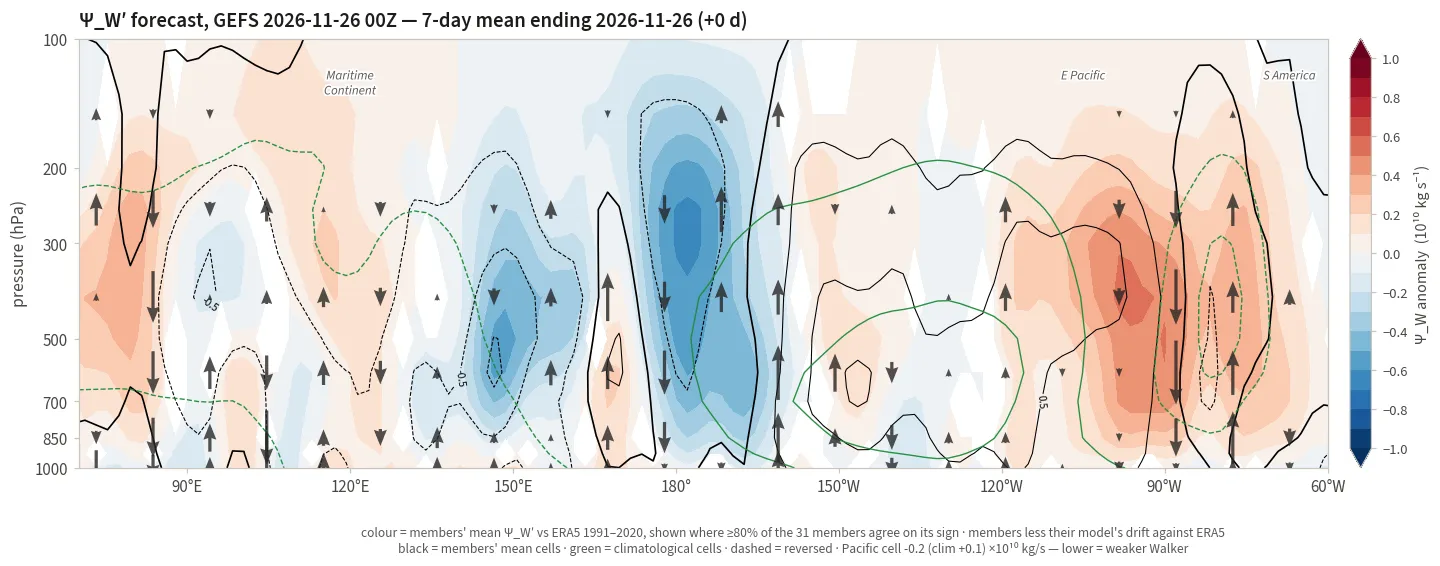 Ψ_W′ forecast, GEFS 2026-11-26 00Z — 7-day mean ending 2026-11-26 (+0 d)
Maritime
Continent
E Pacific
S America
100
200
300
400
500
700
850
1000
pressure (hPa)
90°E
120°E
150°E
180°
150°W
120°W
90°W
60°W
0.5
0.5
0.5
1.0
0.8
0.6
0.4
0.2
0.0
−0.2
−0.4
−0.6
−0.8
−1.0
Ψ_W anomaly (10¹⁰ kg s⁻¹)
colour = members' mean Ψ_W′ vs ERA5 1991–2020, shown where ≥80% of the 31 members agree on its sign · members less their model's drift against ERA5
black = members' mean cells · green = climatological cells · dashed = reversed · Pacific cell -0.2 (clim +0.1) ×10¹⁰ kg/s — lower = weaker Walker